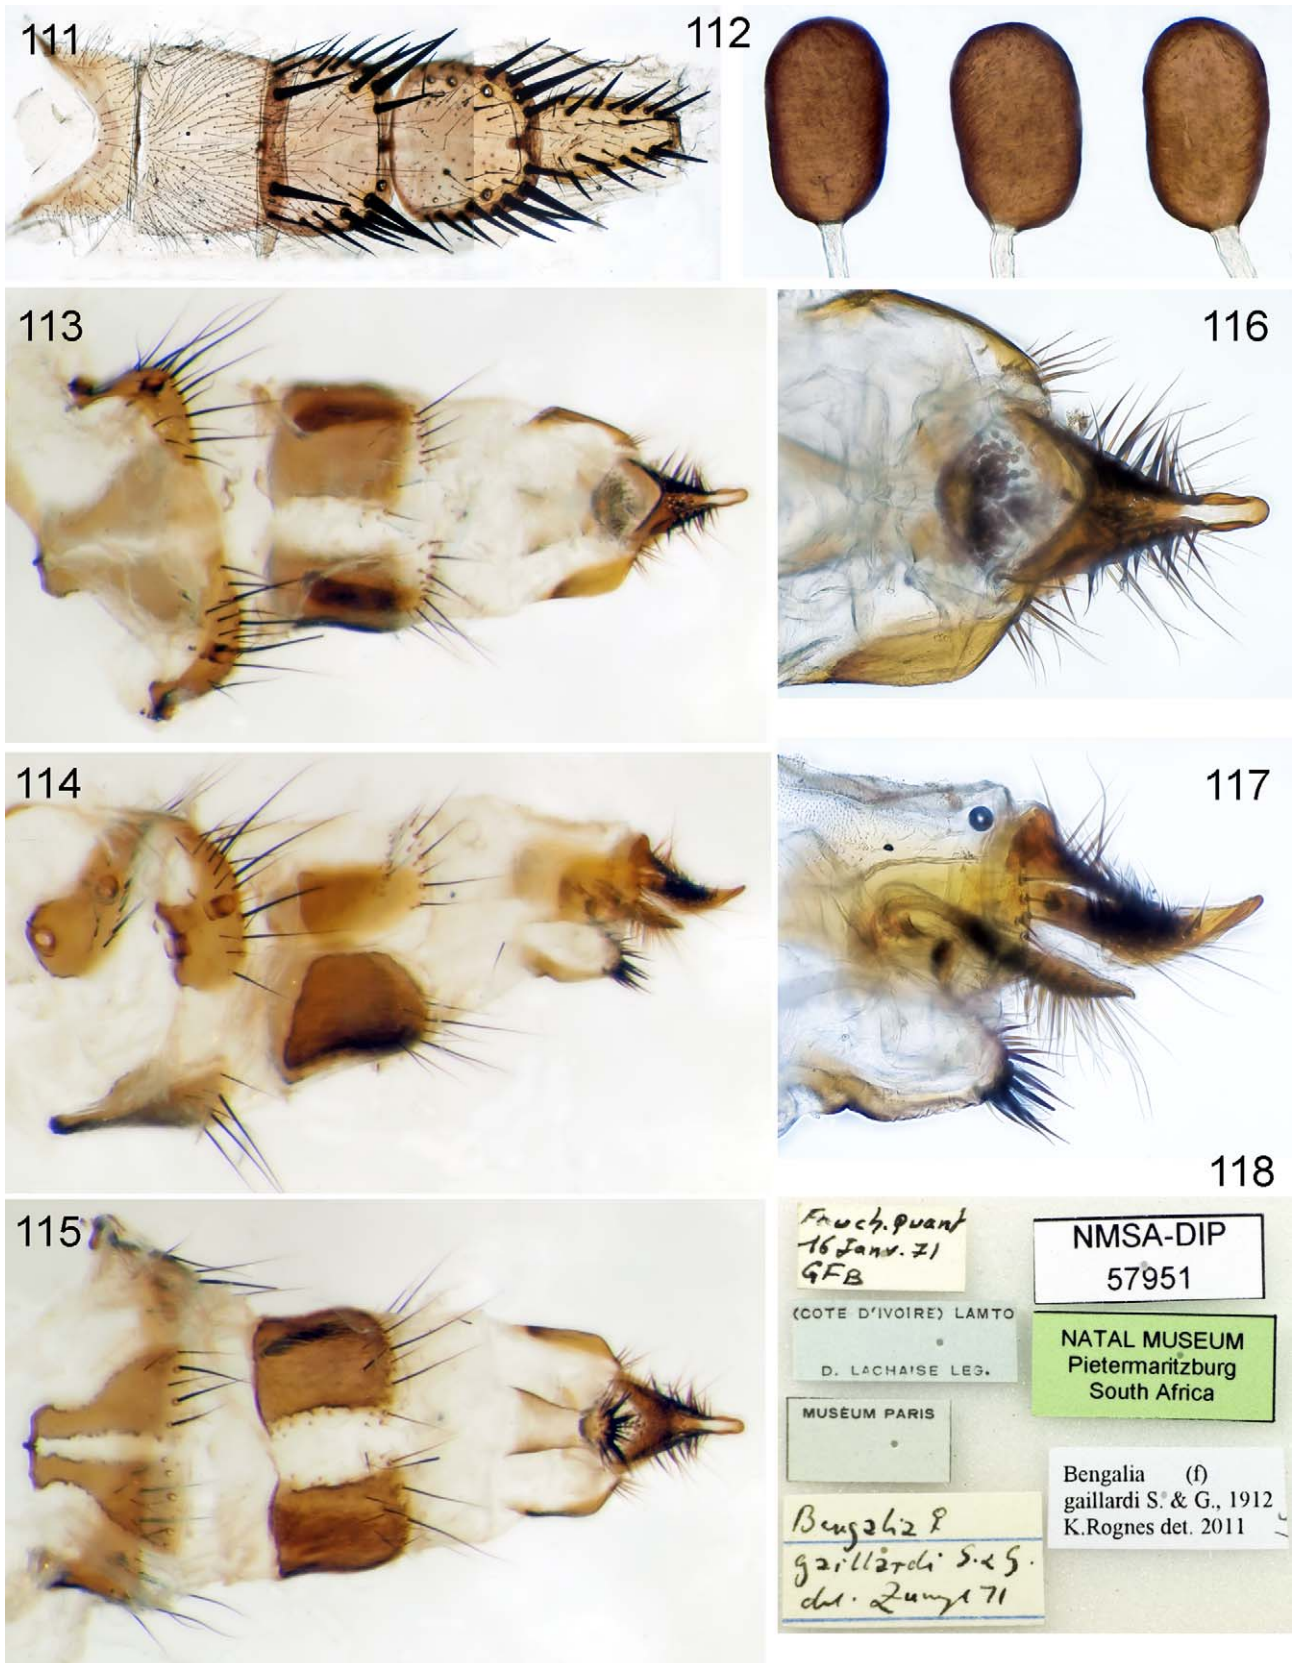 111
112
113
116
114
117
118
115
16 Janv. 71
GFB
(COTE D'IVOIRE) LAMTO
D. LACHAISE LEG.
MUSEUM PARIS
Bengalia ♀
gaillardi S. & G.
det. Zumpt 71
NMSA-DIP
57951
NATAL MUSEUM
Pietermaritzburg
South Africa
Bengalia (f)
gaillardi S. & G., 1912
K.Rognes det. 2011